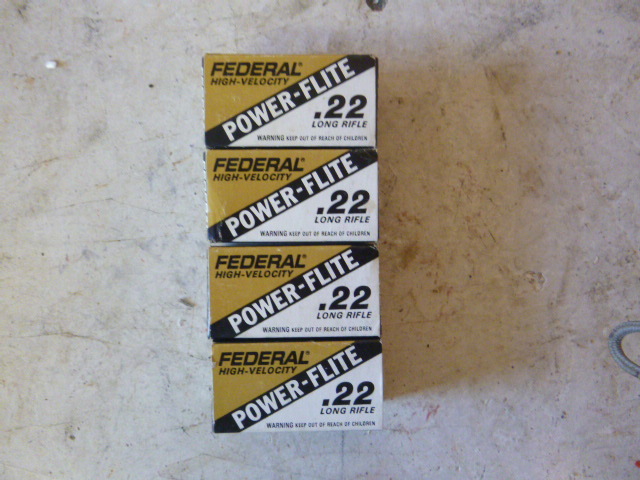 FEDERAL®
HIGH-VELOCITY
POWER-FLITE
.22
LONG RIFLE
WARNING KEEP OUT OF REACH OF CHILDREN
FEDERAL®
HIGH-VELOCITY
POWER-FLITE
.22
LONG RIFLE
WARNING KEEP OUT OF REACH OF CHILDREN
FEDERAL®
HIGH-VELOCITY
POWER-FLITE
.22
LONG RIFLE
WARNING KEEP OUT OF REACH OF CHILDREN
FEDERAL®
HIGH-VELOCITY
POWER-FLITE
.22
LONG RIFLE
WARNING KEEP OUT OF REACH OF CHILDREN